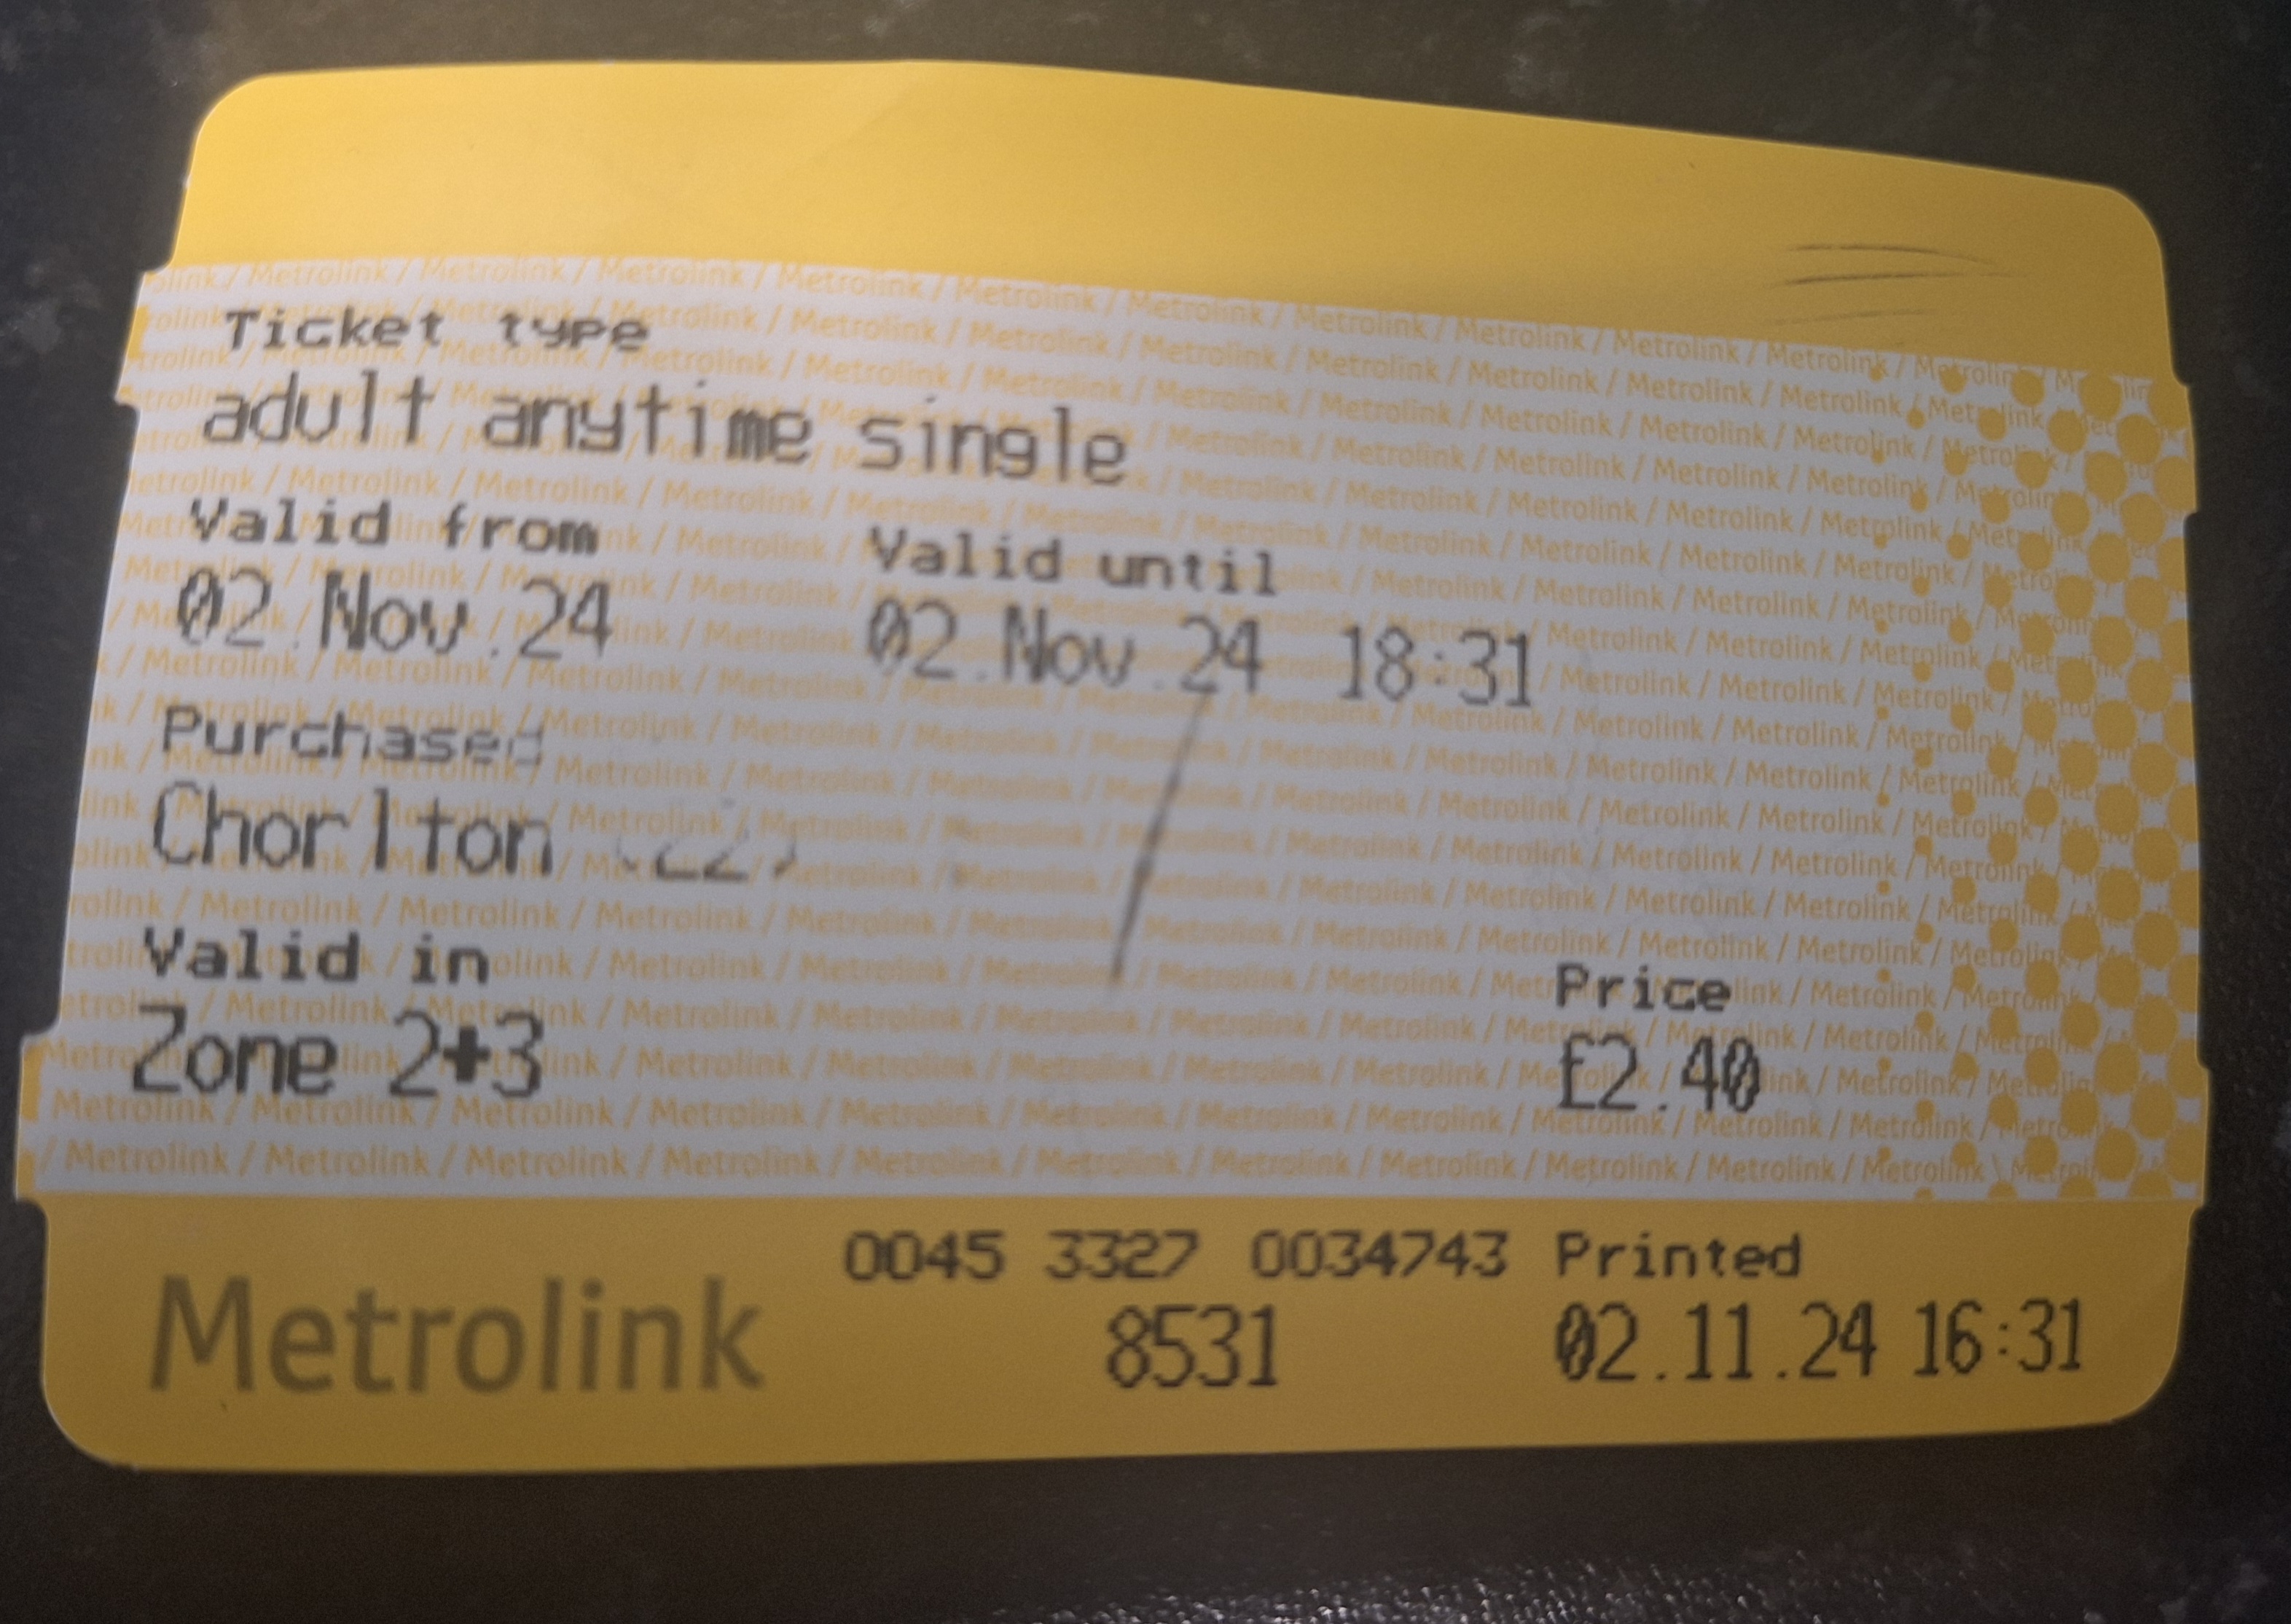 Ticket type
adult anytime single
Valid from
02.Nov.24
Valid until
02.Nov.24 18:31
Purchased
Chorlton
Valid in
Zone 2+3
Price
£2.40
0045 3327 0034743 Printed
Metrolink
8531
02.11.24 16:31